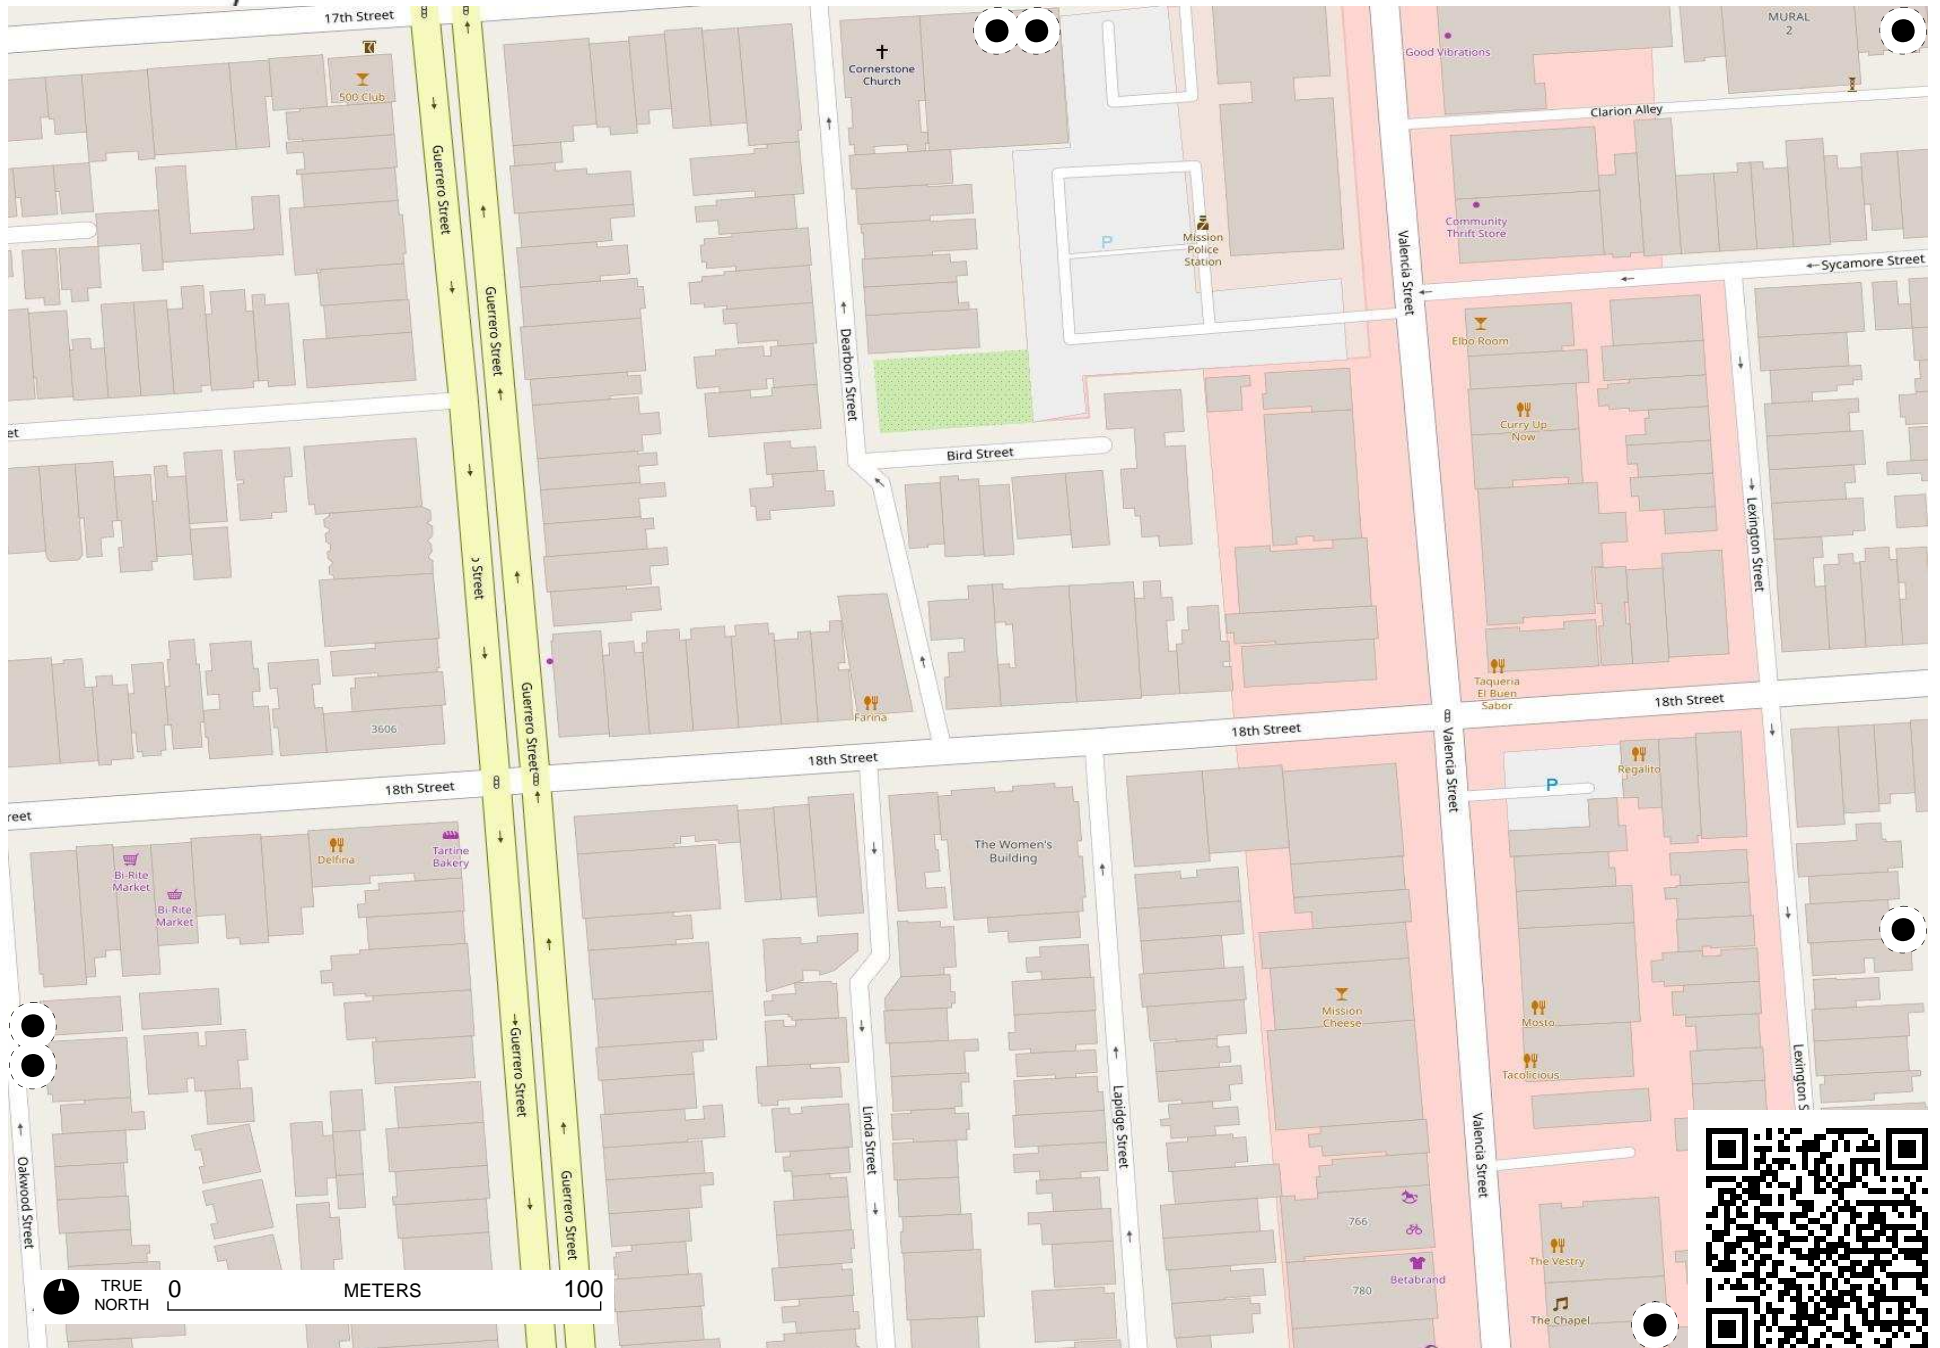 17th Street
MURAL
2
Good Vibrations
Cornerstone
Church
500 Club
Clarion Alley
Guerrero Street
Community
Thrift Store
Mission
Police
Station
P
Valencia Street
Sycamore Street
Guerrero Street
Dearborn Street
Elbo Room
Curry Up
Now
et
Bird Street
Lexington Street
o Street
Taqueria
El Buen
Sabor
18th Street
Guerrero Street
Farina
3606
18th Street
18th Street
Valencia Street
Regalito
P
18th Street
reet
The Women's
Building
Delfina
Tartine
Bakery
Bi-Rite
Market
Bi-Rite
Market
Mission
Cheese
Mosto
Tacolicious
Guerrero Street
Lexington S
Linda Street
Lapidge Street
Valencia Street
Oakwood Street
Guerrero Street
766
The Vestry
Betabrand
780
The Chapel
TRUE
NORTH
0 METERS 100